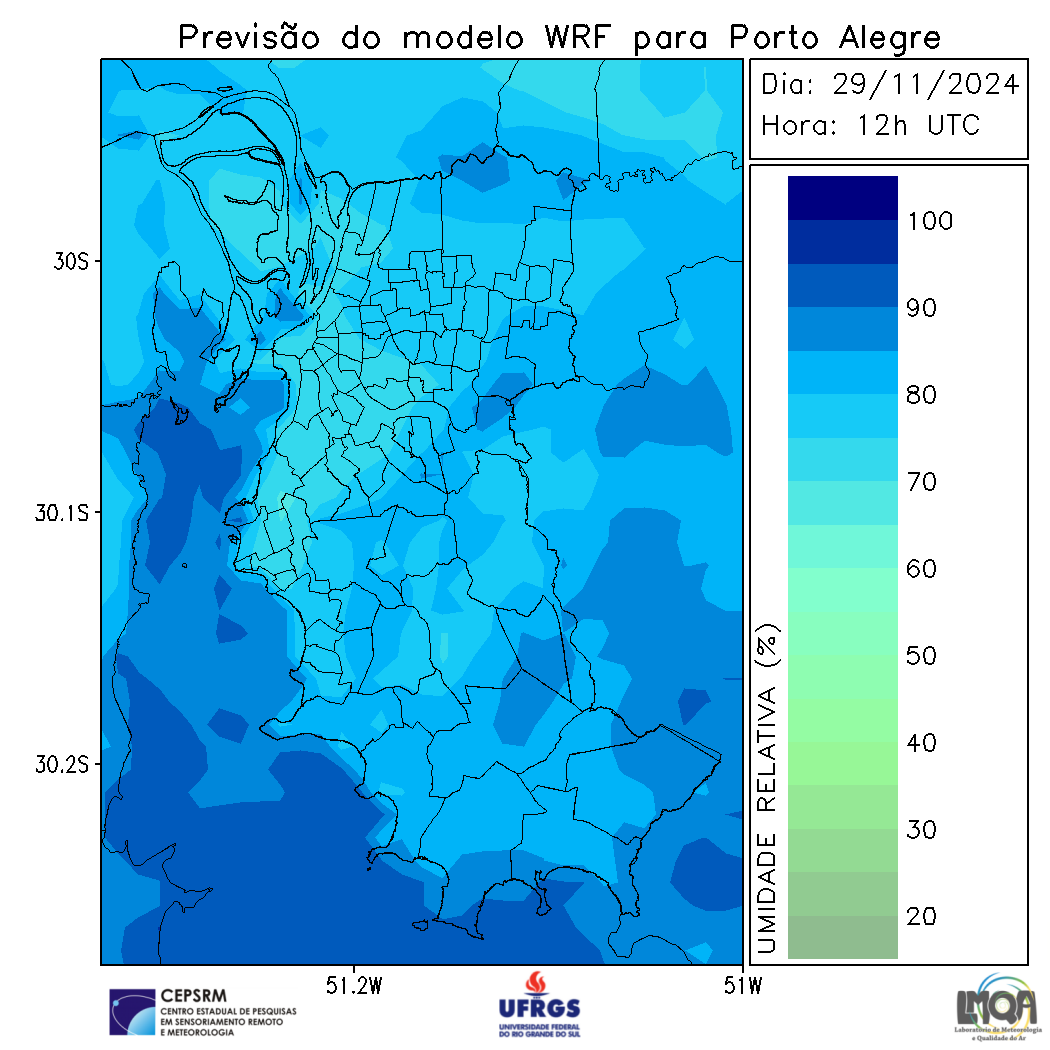 Previsão do modelo WRF para Porto Alegre
Dia: 29/11/2024
Hora: 12h UTC
30S
30.1S
30.2S
51.2W
51W
UMIDADE RELATIVA (%)
100
90
80
70
60
50
40
30
20
CEPSRM
CENTRO ESTADUAL DE PESQUISAS
EM SENSORIAMENTO REMOTO
E METEOROLOGIA
UFRGS
UNIVERSIDADE FEDERAL
DO RIO GRANDE DO SUL
LMQA
Laboratório de Meteorologia
e Qualidade do Ar